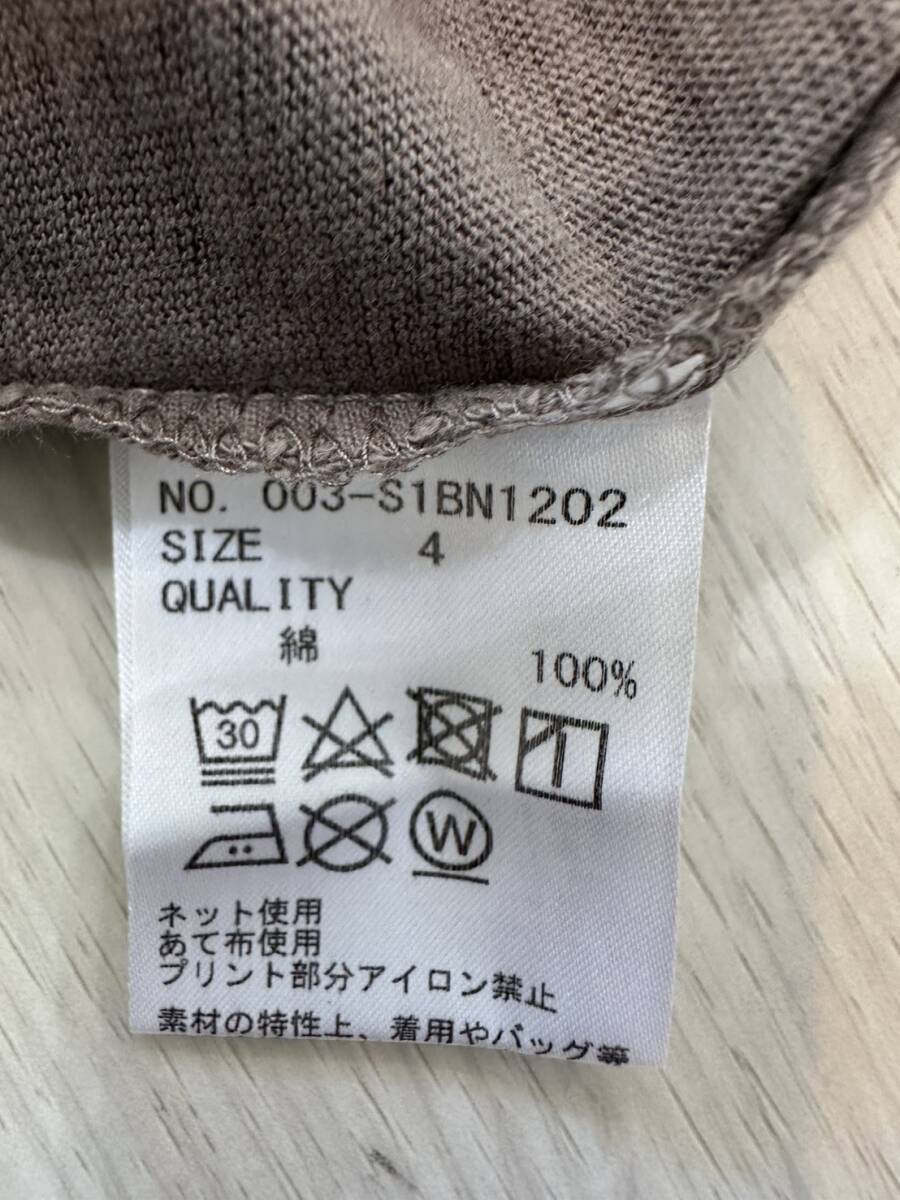 NO. 003-S1BN1202
SIZE 4
QUALITY
綿
100%
30
W
ネット使用
あて布使用
プリント部分アイロン禁止
素材の特性上、着用やバッグ等